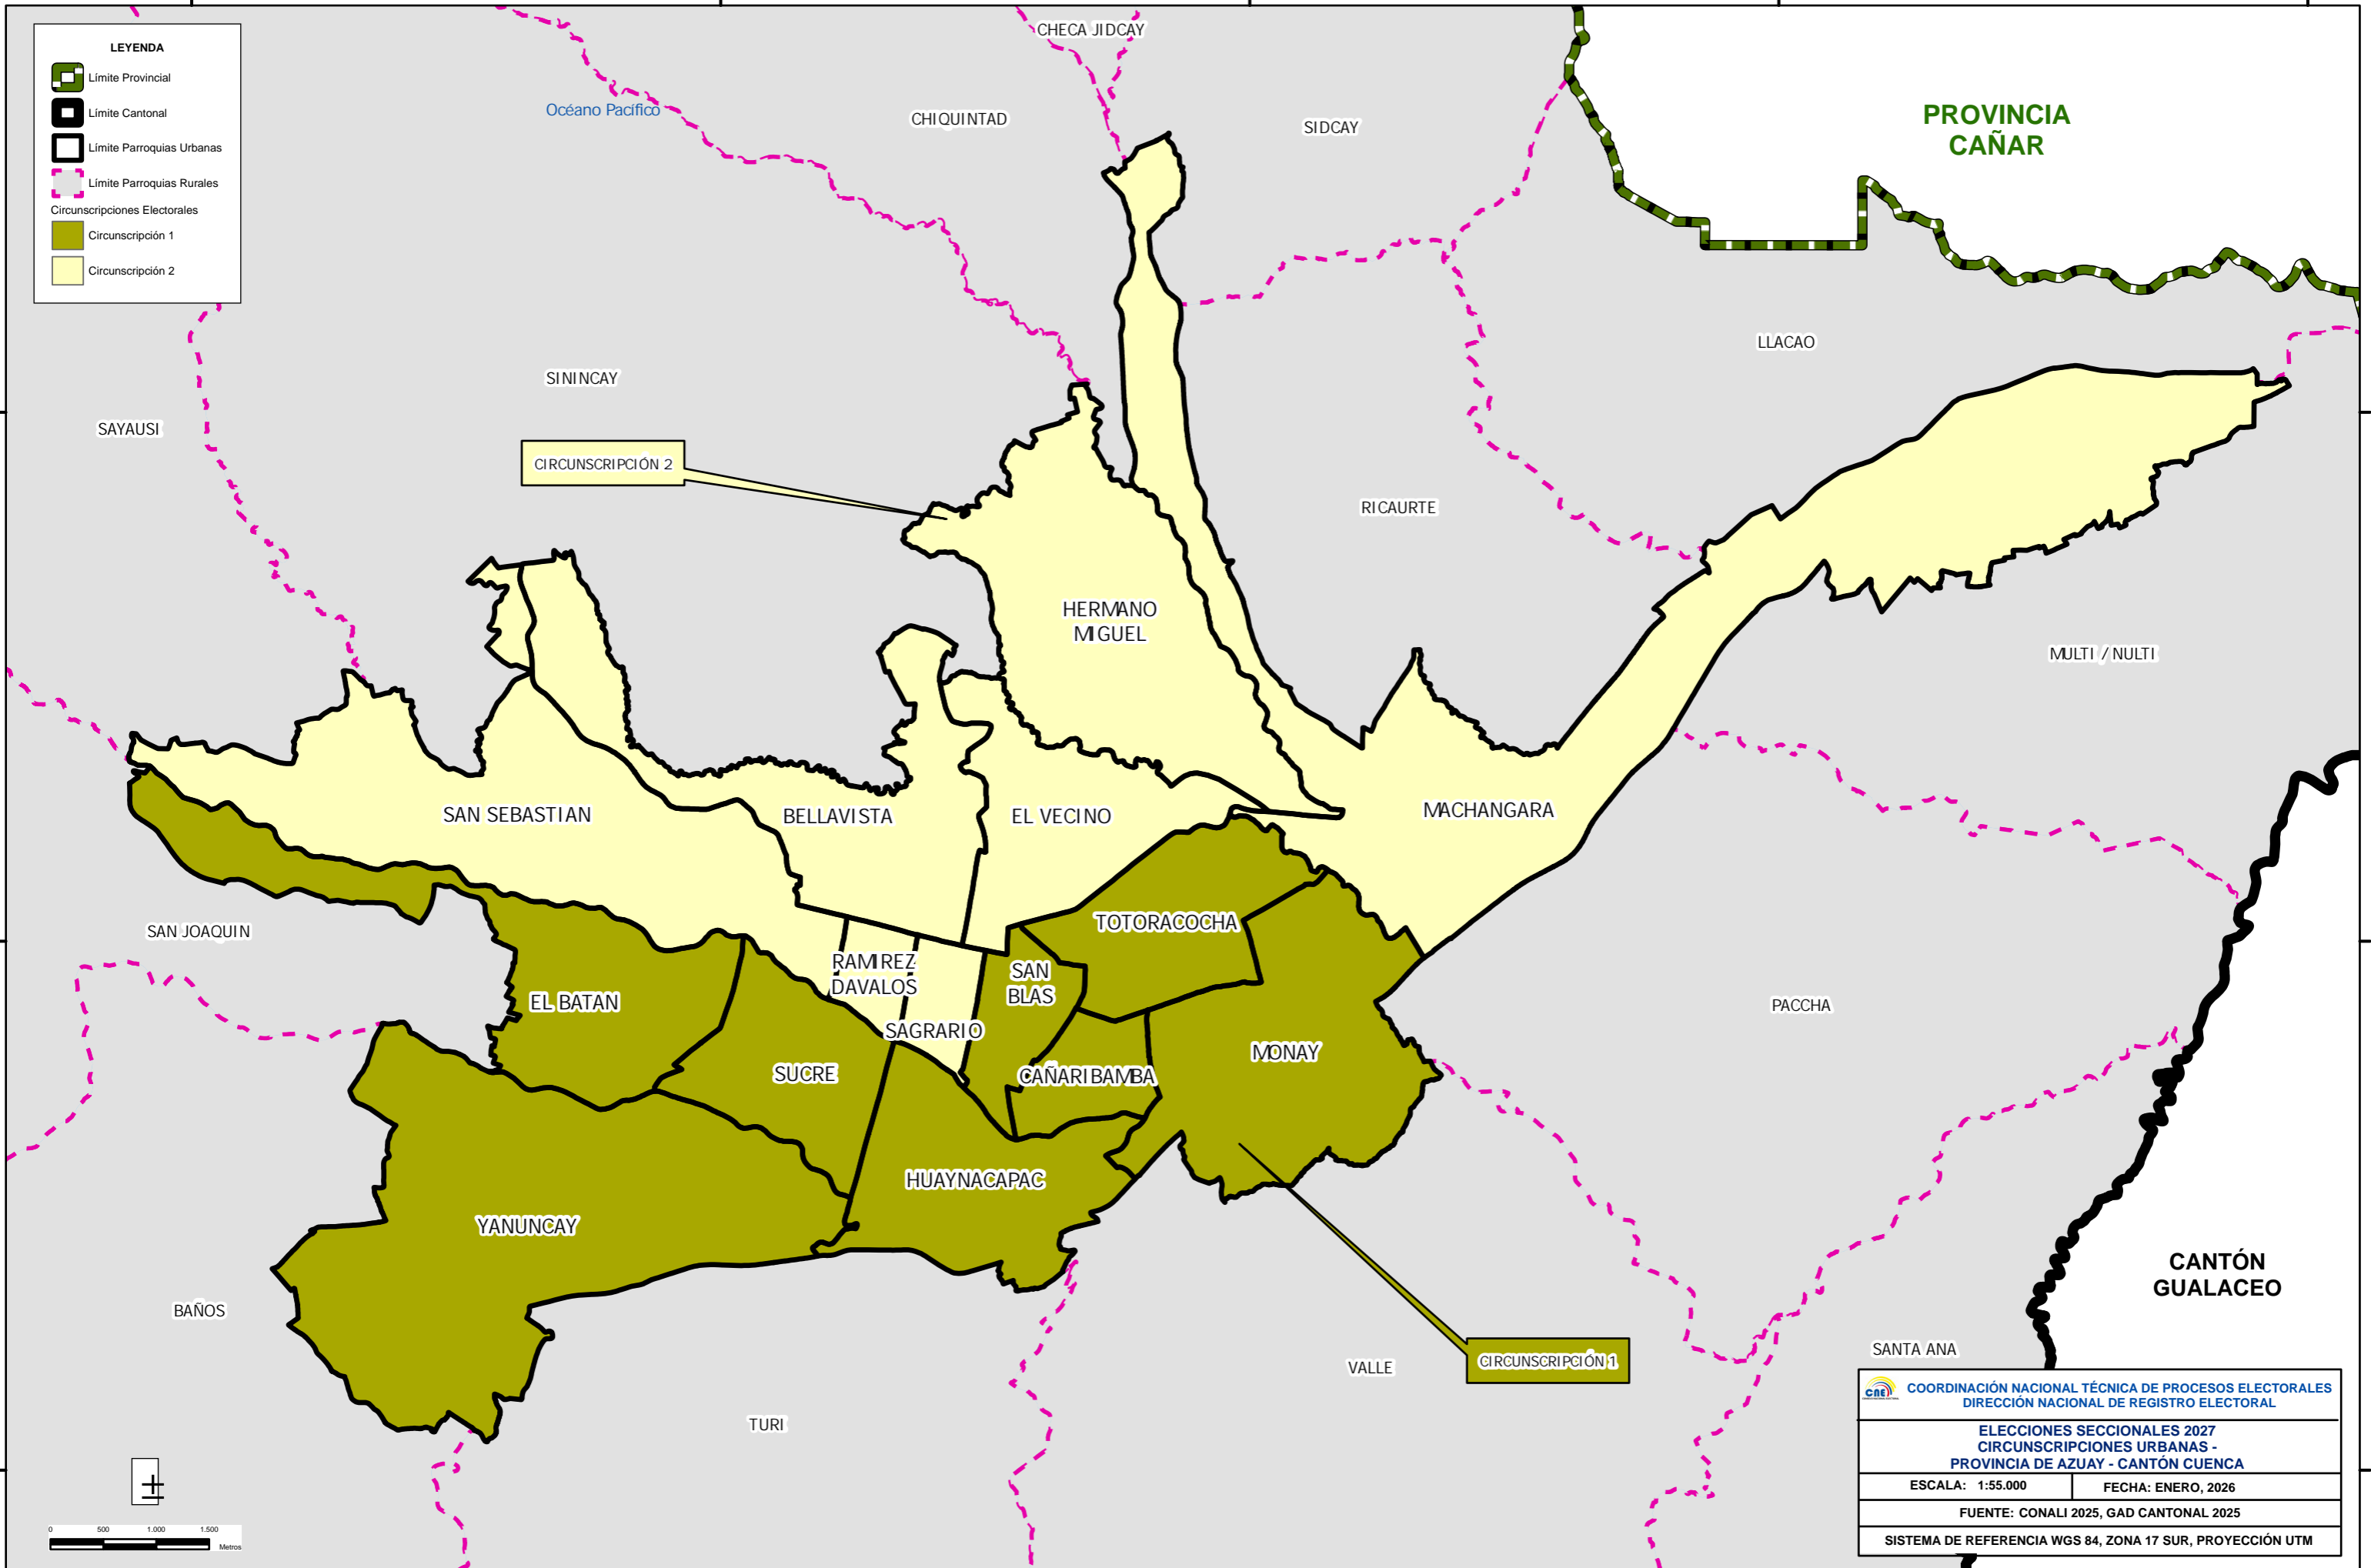 LEYENDA
Límite Provincial
Límite Cantonal
Límite Parroquias Urbanas
Límite Parroquias Rurales
Circunscripciones Electorales
Circunscripción 1
Circunscripción 2
CHECA JIDCAY
Océano Pacífico
CHIQUINTAD
SIDCAY
PROVINCIA
CAÑAR
LLACAO
SININCAY
SAYAUSI
CIRCUNSCRIPCIÓN 2
RICAURTE
HERMANO
MIGUEL
MULTI / NULTI
SAN SEBASTIAN
BELLAVISTA
EL VECINO
MACHANGARA
SAN JOAQUIN
TOTORACOCHA
RAMIREZ
DAVALOS
SAN
BLAS
EL BATAN
PACCHA
SAGRARIO
MONAY
SUCRE
CAÑARIBAMBA
HUAYNACAPAC
YANUNCAY
CANTÓN
GUALACEO
BAÑOS
SANTA ANA
VALLE
CIRCUNSCRIPCIÓN 1
TURI
0 500 1.000 1.500
Metros
CNE
COORDINACIÓN NACIONAL TÉCNICA DE PROCESOS ELECTORALES
DIRECCIÓN NACIONAL DE REGISTRO ELECTORAL
ELECCIONES SECCIONALES 2027
CIRCUNSCRIPCIONES URBANAS -
PROVINCIA DE AZUAY - CANTÓN CUENCA
ESCALA: 1:55.000
FECHA: ENERO, 2026
FUENTE: CONALI 2025, GAD CANTONAL 2025
SISTEMA DE REFERENCIA WGS 84, ZONA 17 SUR, PROYECCIÓN UTM